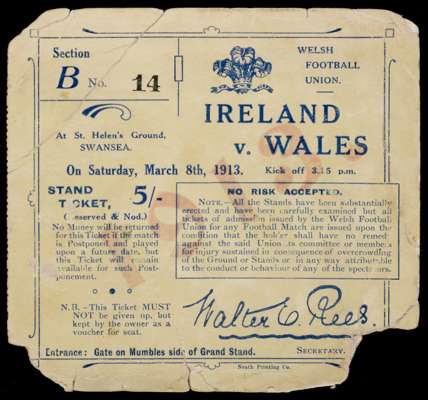 Section
B No. 14
WELSH
FOOTBALL
UNION.
IRELAND
v. WALES
At St. Helen's Ground,
SWANSEA.
On Saturday, March 8th, 1913. Kick off 3.15 p.m.
STAND
TICKET, 5/-
(Reserved & Nod.)
No Money will be returned
for this Ticket if the match
is Postponed and played
upon a future date, but
this Ticket will remain
available for such Post-
ponement.
N.B.—This Ticket MUST
NOT be given up, but
kept by the owner as a
voucher for seat.
NO RISK ACCEPTED.
NOTE.—All the Stands have been substantially
erected and have been carefully examined but all
tickets of admission issued by the Welsh Football
Union for any Football Match are issued upon the
condition that the holder shall have no remedy
against the said Union its committee or members
for injury sustained in consequence of overcrowding
of the Ground or Stands or in any way attributable
to the conduct or behaviour of any of the spectators.
Walter E. Rees.
SECRETARY.
Entrance: Gate on Mumbles side of Grand Stand.
Neath Printing Co.